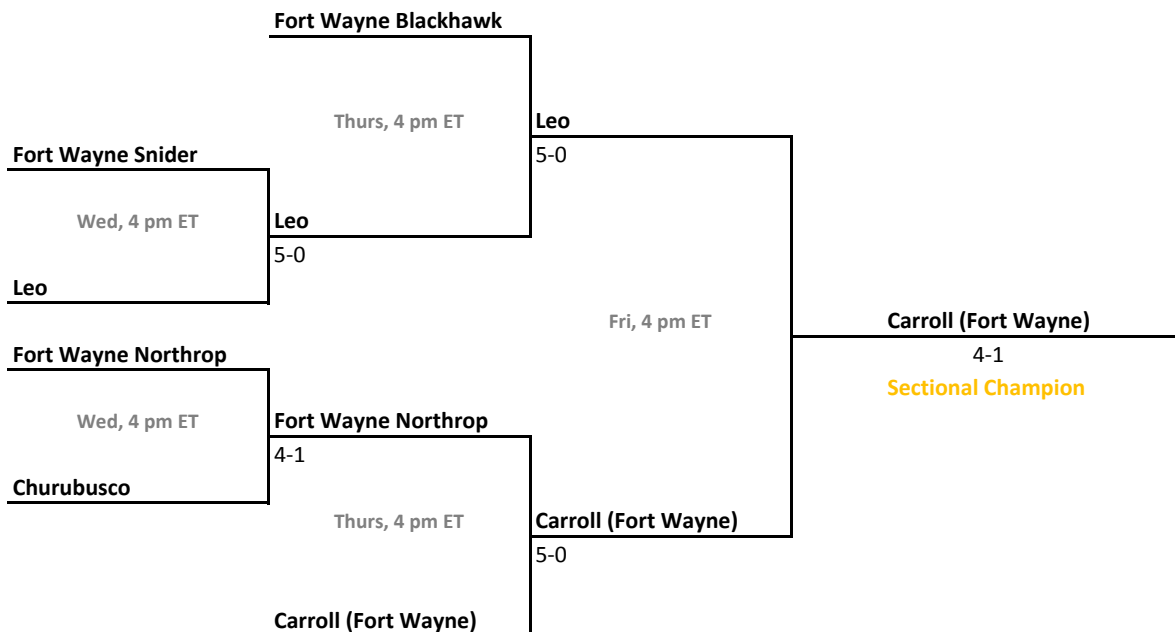 Fort Wayne Blackhawk
Thurs, 4 pm ET
Leo
5-0
Fort Wayne Snider
Wed, 4 pm ET
Leo
5-0
Leo
Fri, 4 pm ET
Carroll (Fort Wayne)
4-1
Sectional Champion
Fort Wayne Northrop
Wed, 4 pm ET
Fort Wayne Northrop
4-1
Churubusco
Thurs, 4 pm ET
Carroll (Fort Wayne)
5-0
Carroll (Fort Wayne)